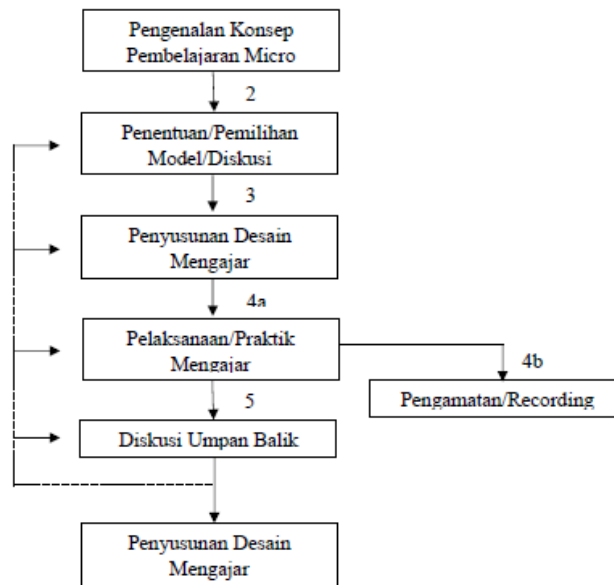 Pengenalan Konsep
Pembelajaran Micro
2
Penentuan/Pemilihan
Model/Diskusi
3
Penyusunan Desain
Mengajar
4a
Pelaksanaan/Praktik
Mengajar
4b
Pengamatan/Recording
5
Diskusi Umpan Balik
Penyusunan Desain
Mengajar